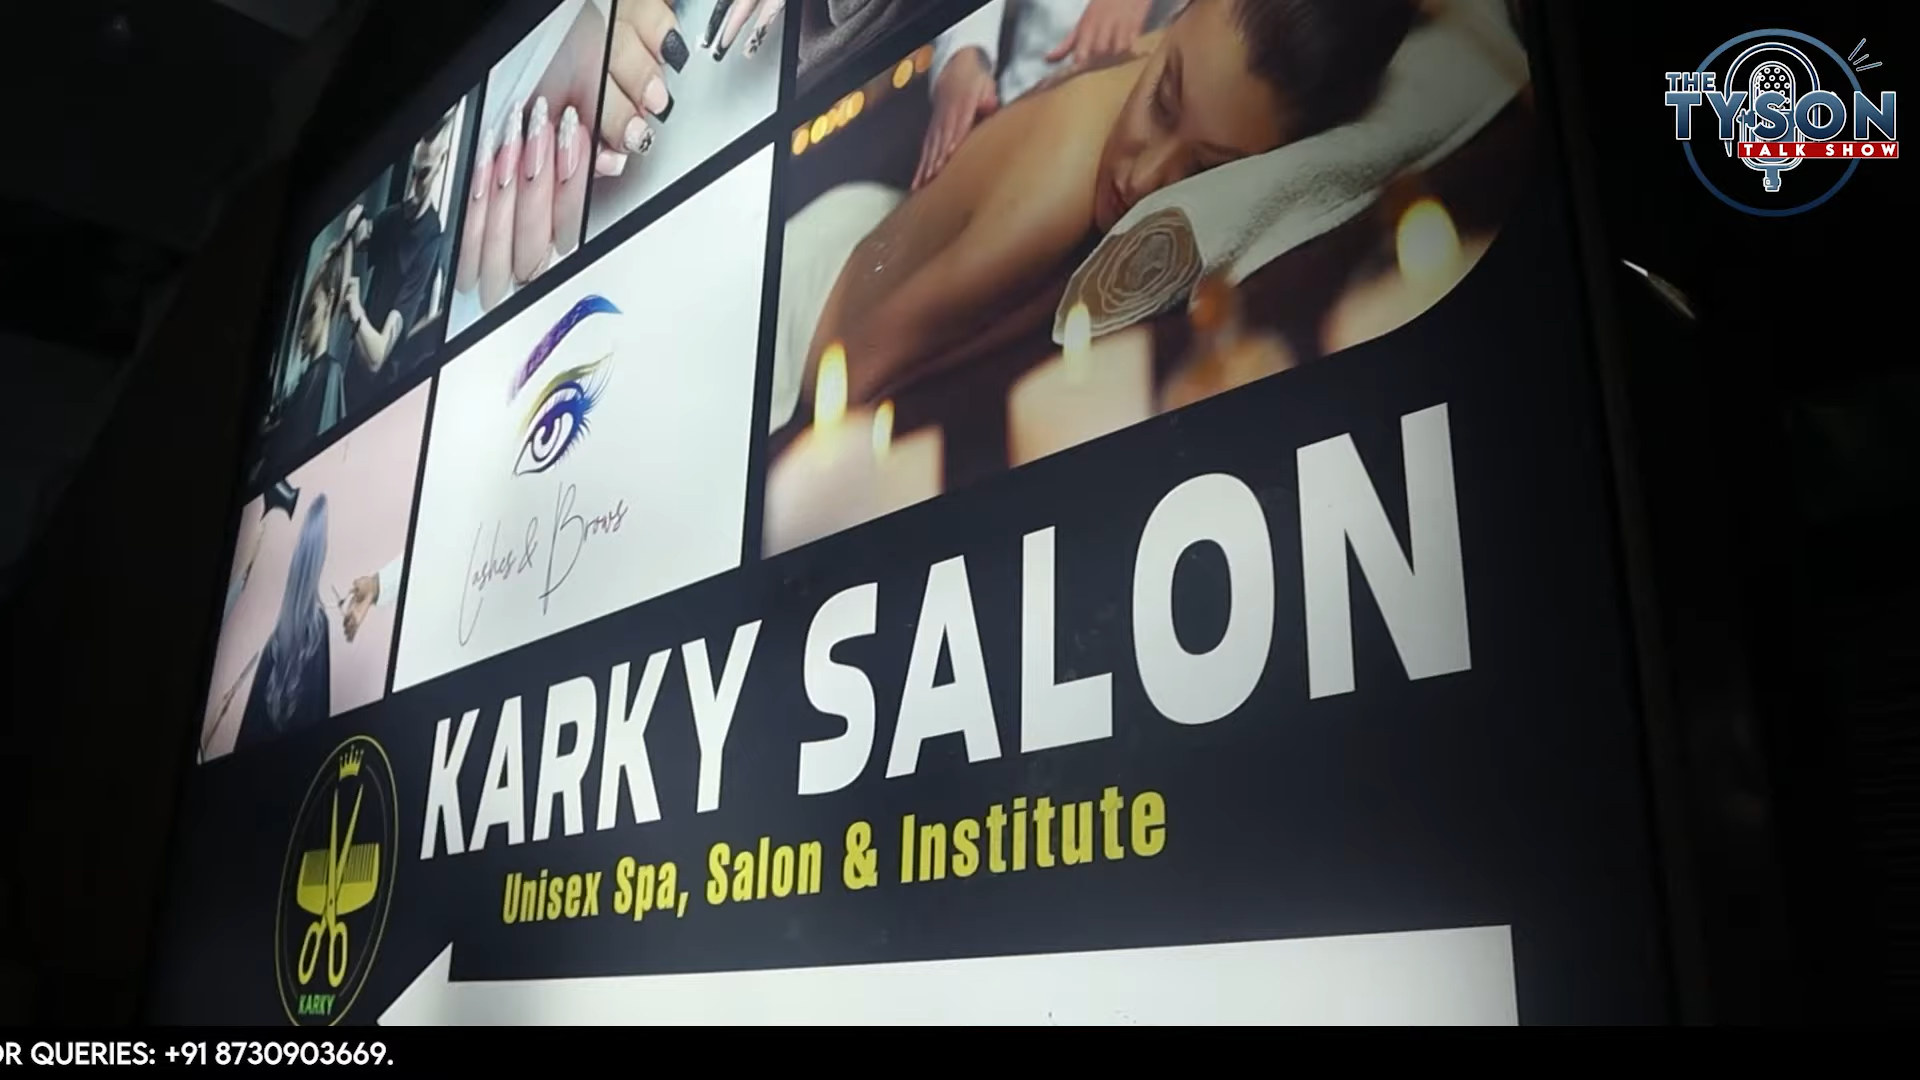 THE
TYSON
TALK SHOW
Lashes & Brows
KARKY SALON
Unisex Spa, Salon & Institute
KARKY
OR QUERIES: +91 8730903669.